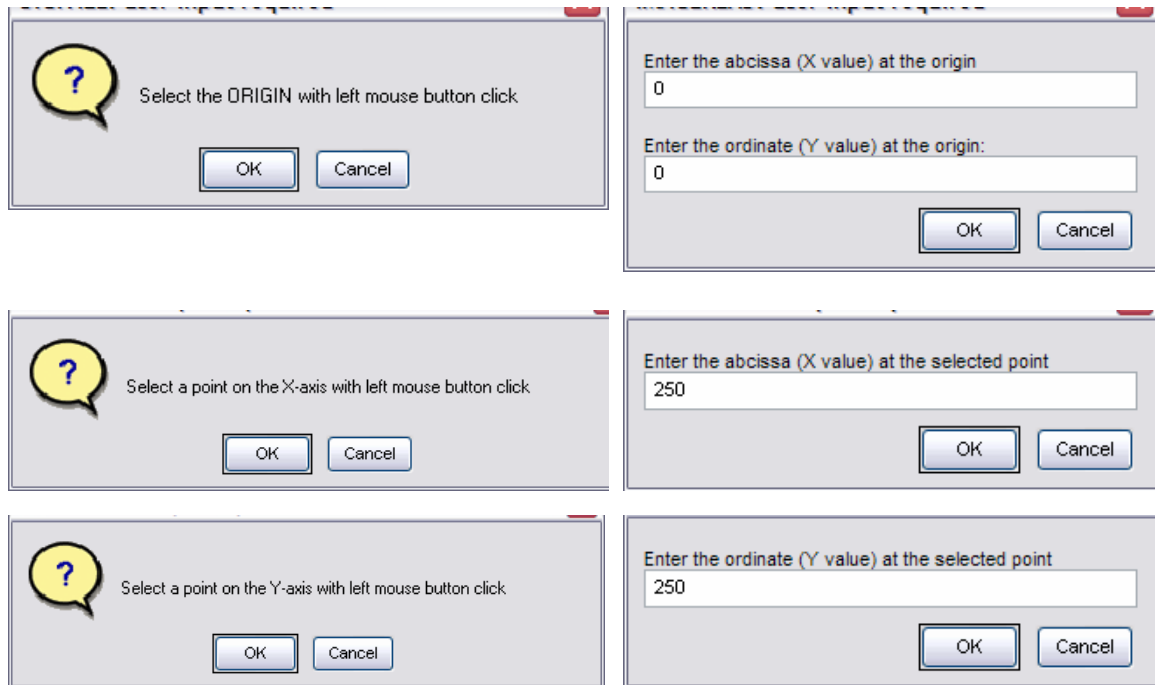 ?
Select the ORIGIN with left mouse button click
OK Cancel
Enter the abcissa (X value) at the origin
0
Enter the ordinate (Y value) at the origin:
0
OK Cancel
?
Select a point on the X-axis with left mouse button click
OK Cancel
Enter the abcissa (X value) at the selected point
250
OK Cancel
?
Select a point on the Y-axis with left mouse button click
OK Cancel
Enter the ordinate (Y value) at the selected point
250
OK Cancel